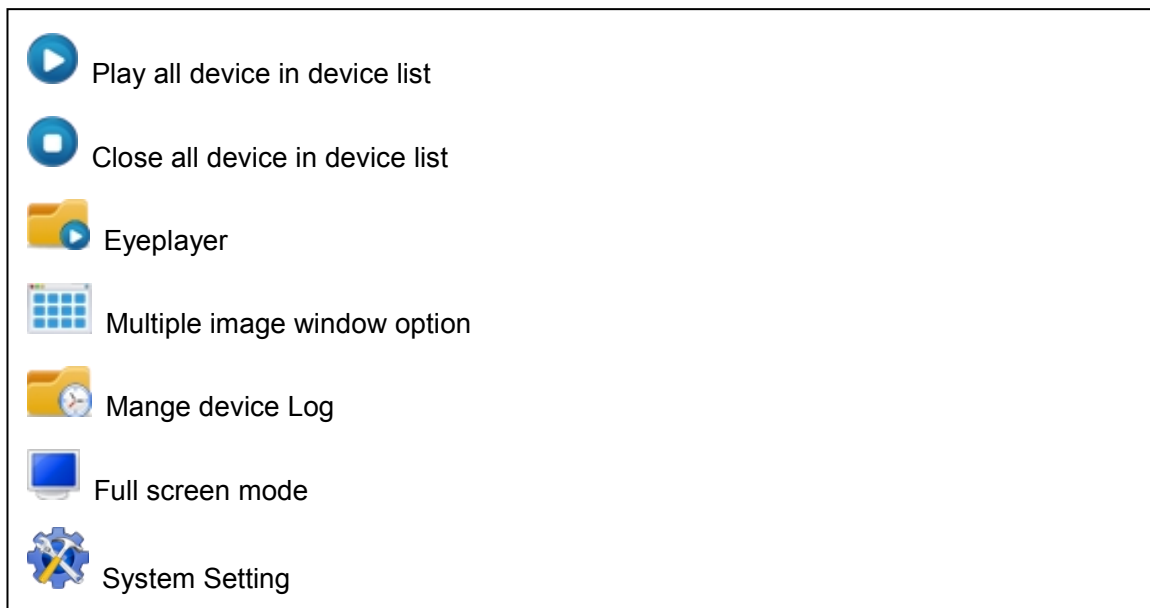 Play all device in device list
Close all device in device list
Eyeplayer
Multiple image window option
Mange device Log
Full screen mode
System Setting